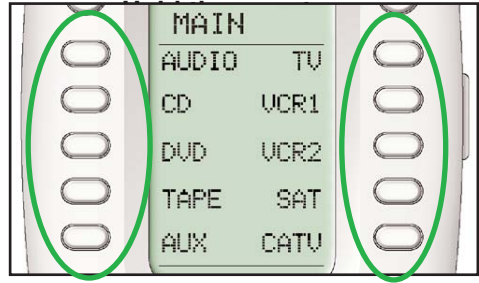 MAIN
AUDIO TV
CD VCR1
DVD VCR2
TAPE SAT
AUX CATV